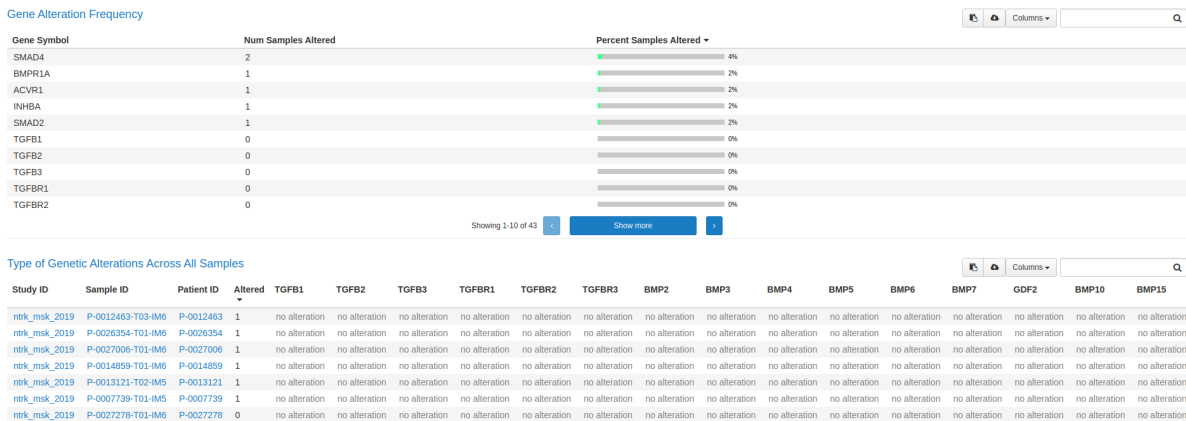 Gene Alteration Frequency
Columns
Gene Symbol Num Samples Altered Percent Samples Altered
SMAD4 2 4%
BMPR1A 1 2%
ACVR1 1 2%
INHBA 1 2%
SMAD2 1 2%
TGFB1 0 0%
TGFB2 0 0%
TGFB3 0 0%
TGFBR1 0 0%
TGFBR2 0 0%
Showing 1-10 of 43 < Show more >
Type of Genetic Alterations Across All Samples
Columns
Study ID Sample ID Patient ID Altered TGFB1 TGFB2 TGFB3 TGFBR1 TGFBR2 TGFBR3 BMP2 BMP3 BMP4 BMP5 BMP6 BMP7 GDF2 BMP10 BMP15
ntrk_msk_2019 P-0012463-T03-IM6 P-0012463 1 no alteration no alteration no alteration no alteration no alteration no alteration no alteration no alteration no alteration no alteration no alteration no alteration no alteration no alteration no alteration
ntrk_msk_2019 P-0026354-T01-IM6 P-0026354 1 no alteration no alteration no alteration no alteration no alteration no alteration no alteration no alteration no alteration no alteration no alteration no alteration no alteration no alteration no alteration
ntrk_msk_2019 P-0027006-T01-IM6 P-0027006 1 no alteration no alteration no alteration no alteration no alteration no alteration no alteration no alteration no alteration no alteration no alteration no alteration no alteration no alteration no alteration
ntrk_msk_2019 P-0014859-T01-IM6 P-0014859 1 no alteration no alteration no alteration no alteration no alteration no alteration no alteration no alteration no alteration no alteration no alteration no alteration no alteration no alteration no alteration
ntrk_msk_2019 P-0013121-T02-IM5 P-0013121 1 no alteration no alteration no alteration no alteration no alteration no alteration no alteration no alteration no alteration no alteration no alteration no alteration no alteration no alteration no alteration
ntrk_msk_2019 P-0007739-T01-IM5 P-0007739 1 no alteration no alteration no alteration no alteration no alteration no alteration no alteration no alteration no alteration no alteration no alteration no alteration no alteration no alteration no alteration
ntrk_msk_2019 P-0027278-T01-IM6 P-0027278 0 no alteration no alteration no alteration no alteration no alteration no alteration no alteration no alteration no alteration no alteration no alteration no alteration no alteration no alteration no alteration